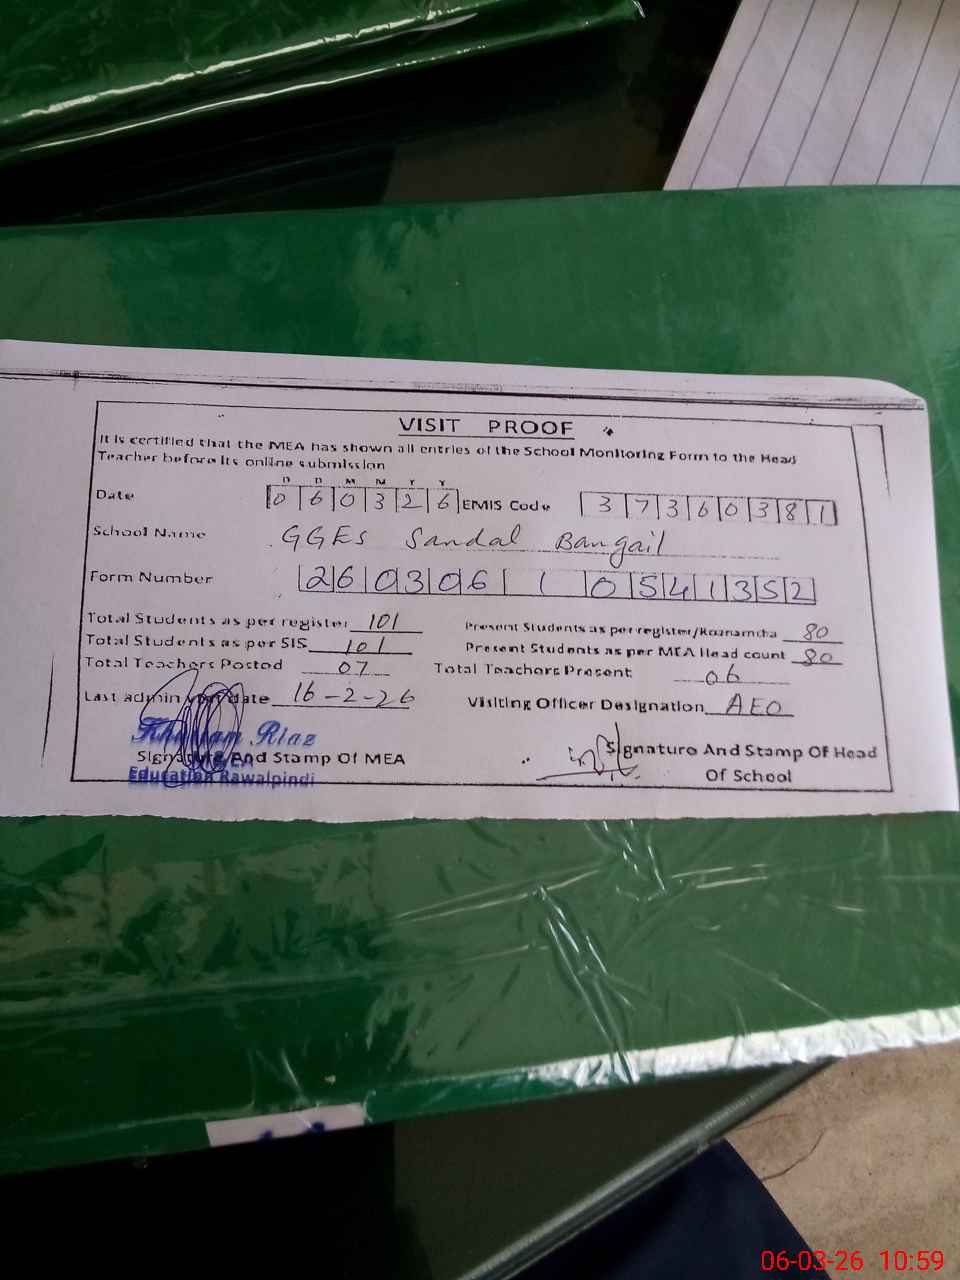 VISIT PROOF
It is certified that the MEA has shown all entries of the School Monitoring Form to the Head
Teacher before its online submission
D D M M Y Y
Date 0 6 0 3 2 6 EMIS Code 3 7 3 6 0 3 8 1
School Name GGES Sandal Bangail
Form Number 2 6 0 3 0 6 1 0 5 4 1 3 5 2
Total Students as per register 101 Present Students as per register/Roznamcha 80
Total Students as per SIS 101 Present Students as per MEA Head count 80
Total Teachers Posted 07 Total Teachers Present 06
Last admin visit date 16-2-26 Visiting Officer Designation AEO
Riaz
Signature And Stamp Of MEA Signature And Stamp Of Head
Education Rawalpindi Of School
06-03-26 10:59